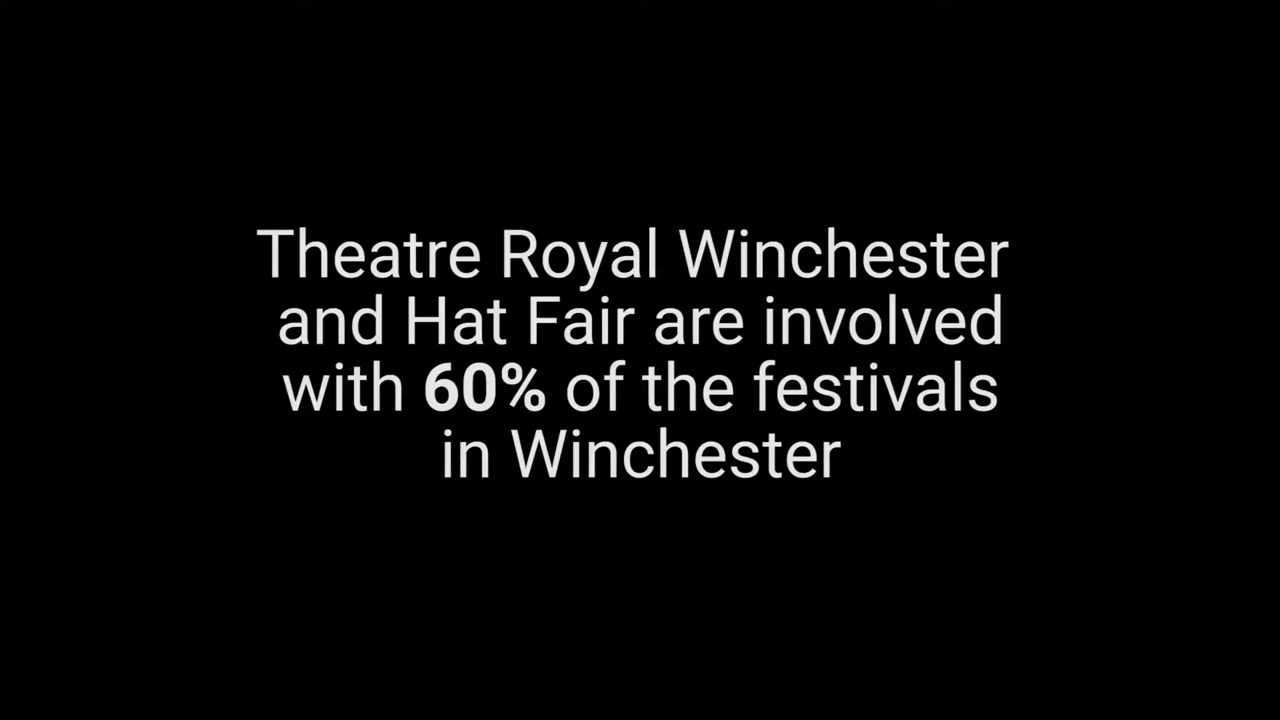 Theatre Royal Winchester
and Hat Fair are involved
with 60% of the festivals
in Winchester